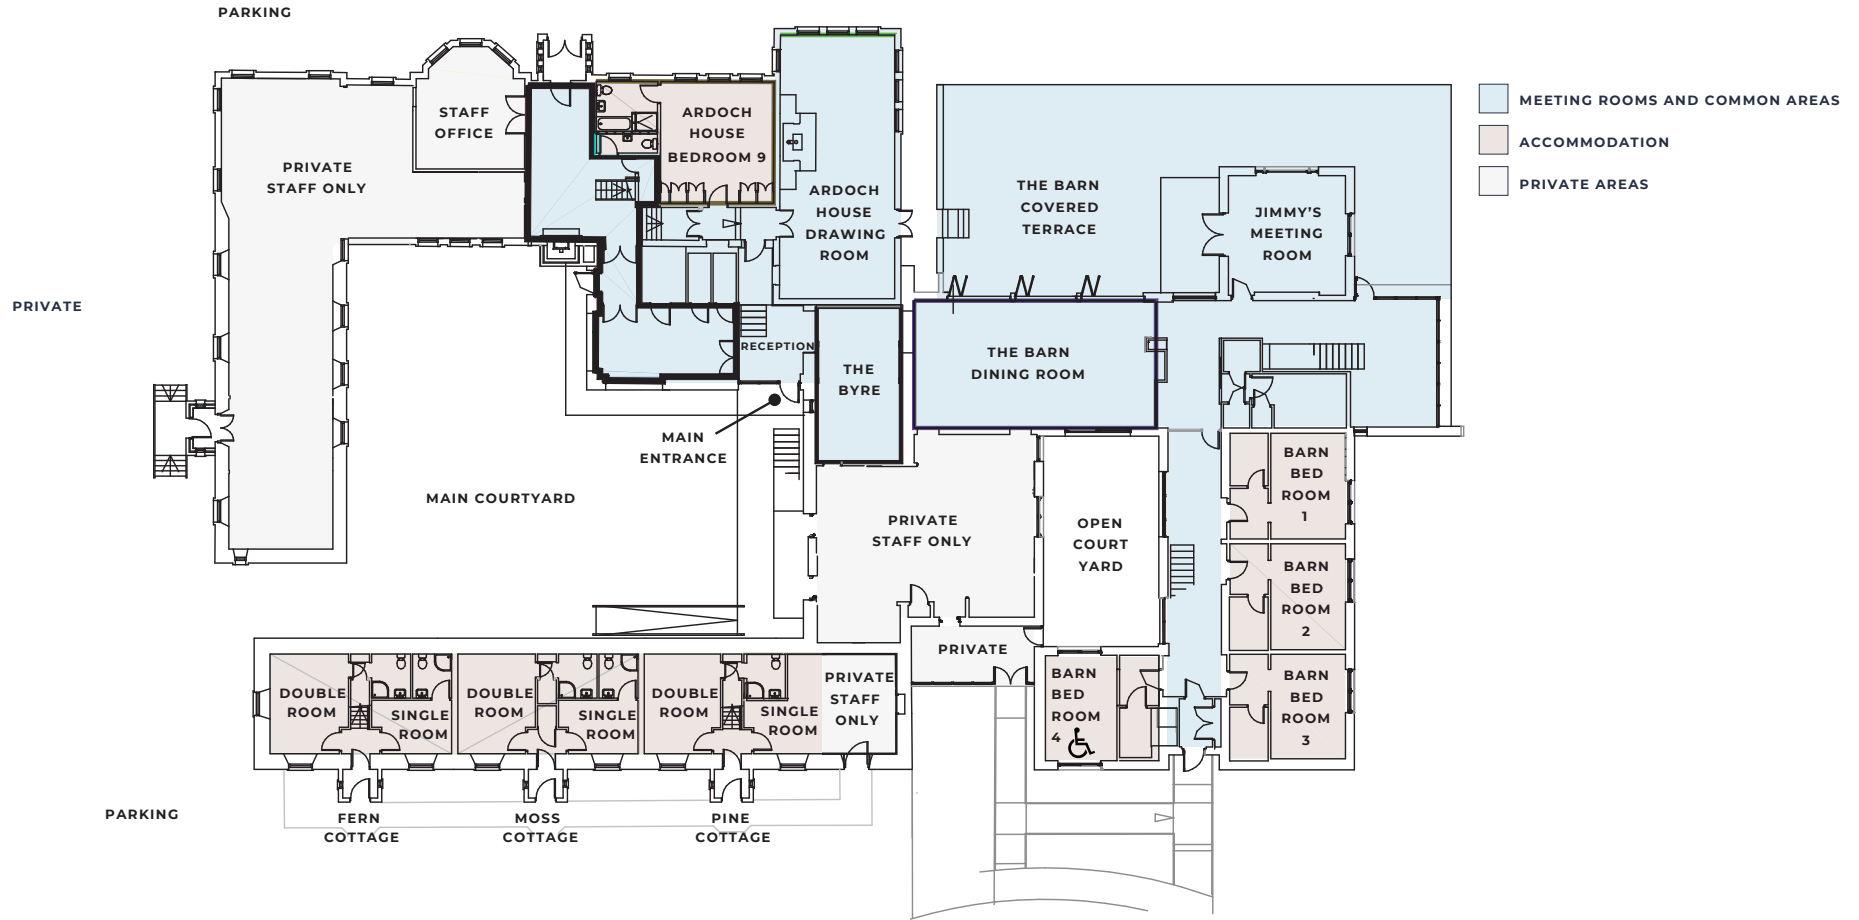 PARKING
STAFF
OFFICE
PRIVATE
STAFF ONLY
ARDOCH
HOUSE
BEDROOM 9
ARDOCH
HOUSE
DRAWING
ROOM
THE BARN
COVERED
TERRACE
JIMMY'S
MEETING
ROOM
MEETING ROOMS AND COMMON AREAS
ACCOMMODATION
PRIVATE AREAS
PRIVATE
RECEPTION
THE
BYRE
THE BARN
DINING ROOM
MAIN
ENTRANCE
MAIN COURTYARD
PRIVATE
STAFF ONLY
OPEN
COURT
YARD
BARN
BED
ROOM
1
BARN
BED
ROOM
2
BARN
BED
ROOM
3
PRIVATE
BARN
BED
ROOM
4
DOUBLE
ROOM
SINGLE
ROOM
DOUBLE
ROOM
SINGLE
ROOM
DOUBLE
ROOM
SINGLE
ROOM
PRIVATE
STAFF
ONLY
PARKING
FERN
COTTAGE
MOSS
COTTAGE
PINE
COTTAGE